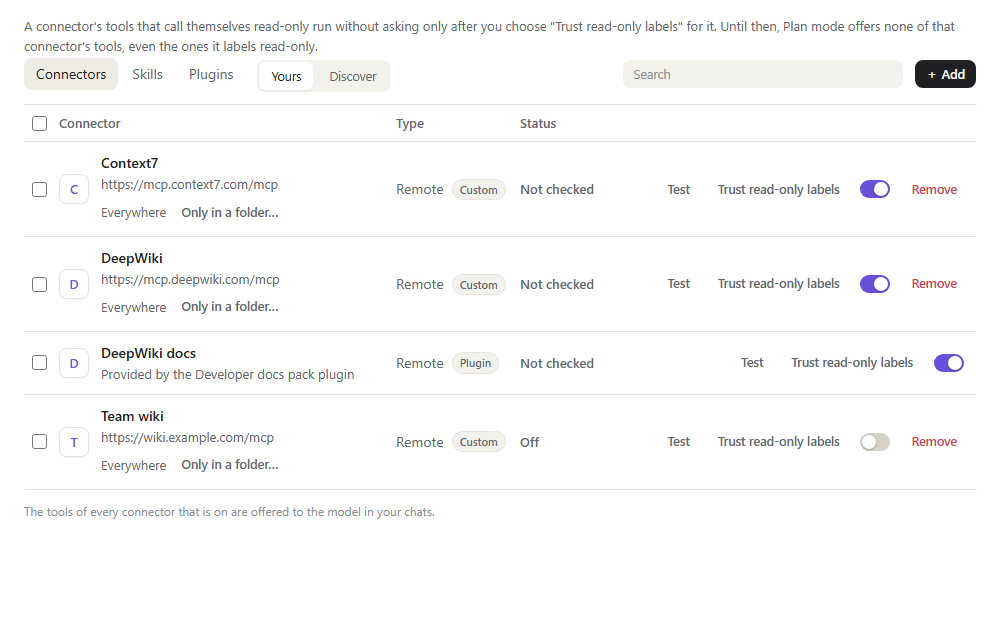 A connector's tools that call themselves read-only run without asking only after you choose "Trust read-only labels" for it. Until then, Plan mode offers none of that
connector's tools, even the ones it labels read-only.
Connectors Skills Plugins Yours Discover Search + Add
Connector Type Status
Context7
https://mcp.context7.com/mcp
C Remote Custom Not checked Test Trust read-only labels Remove
Everywhere Only in a folder...
DeepWiki
https://mcp.deepwiki.com/mcp
D Remote Custom Not checked Test Trust read-only labels Remove
Everywhere Only in a folder...
DeepWiki docs
D Remote Plugin Not checked Test Trust read-only labels
Provided by the Developer docs pack plugin
Team wiki
https://wiki.example.com/mcp
T Remote Custom Off Test Trust read-only labels Remove
Everywhere Only in a folder...
The tools of every connector that is on are offered to the model in your chats.